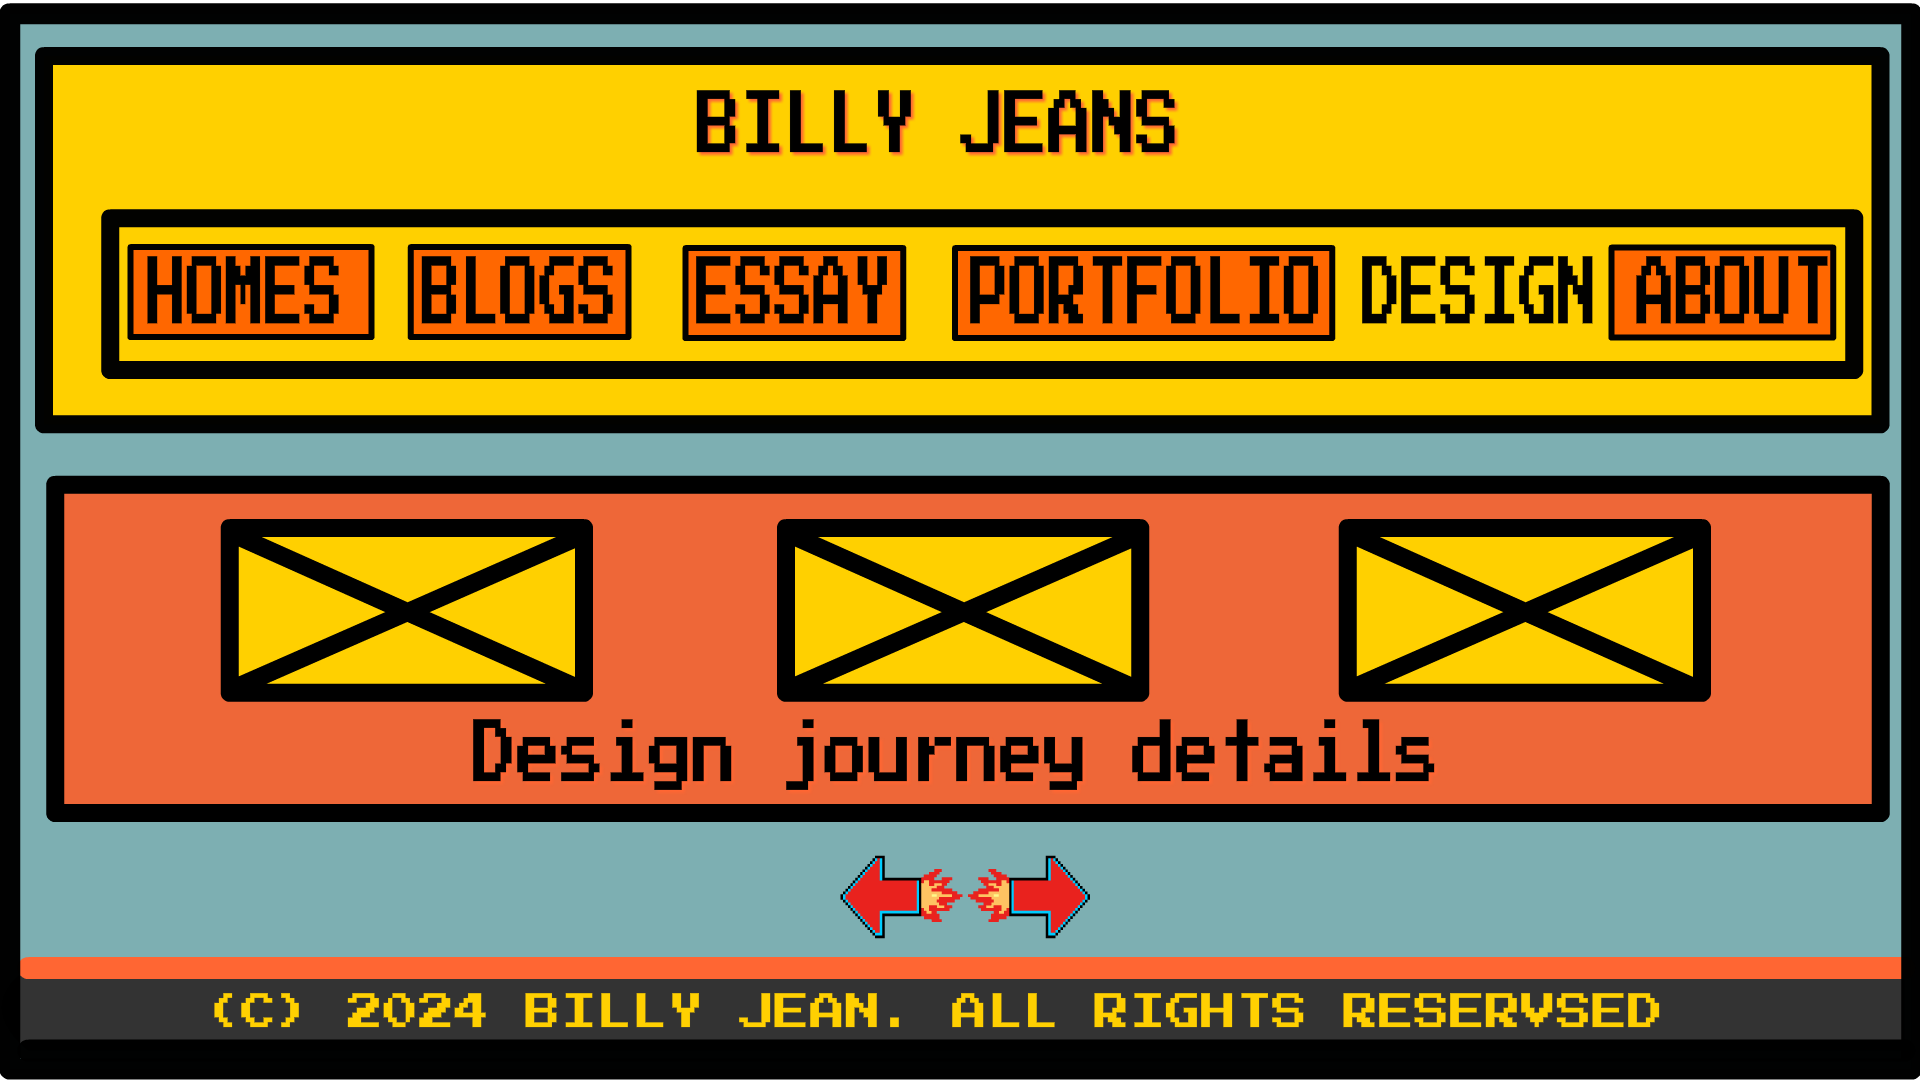 BILLY JEANS
HOMES BLOGS ESSAY PORTFOLIO DESIGN ABOUT
Design journey details
(C) 2024 BILLY JEAN. ALL RIGHTS RESERVSED